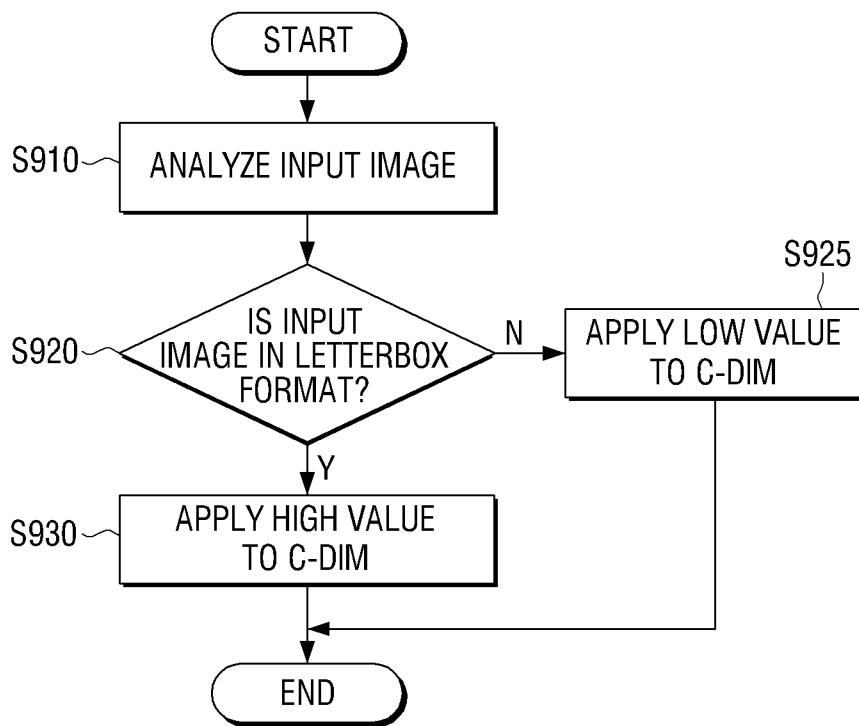 START
S910
ANALYZE INPUT IMAGE
S920
IS INPUT
IMAGE IN LETTERBOX
FORMAT?
N
S925
APPLY LOW VALUE
TO C-DIM
Y
S930
APPLY HIGH VALUE
TO C-DIM
END